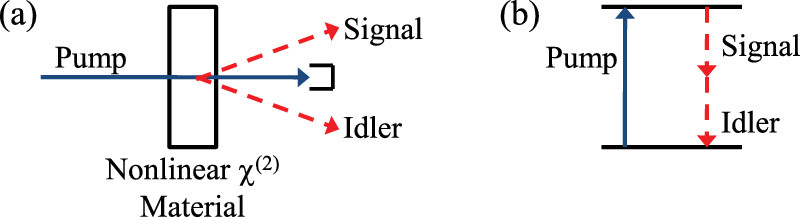 (a)
Pump
Signal
Idler
Nonlinear χ⁽²⁾
Material
(b)
Pump
Signal
Idler